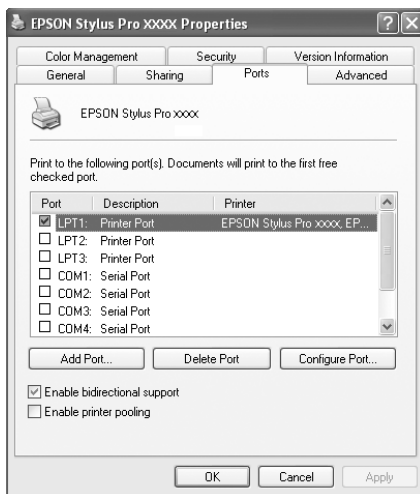 EPSON Stylus Pro XXXX Properties
Color Management Security Version Information
General Sharing Ports Advanced
EPSON Stylus Pro xxxx
Print to the following port(s). Documents will print to the first free
checked port.
Port Description Printer
LPT1: Printer Port EPSON Stylus Pro xxxx, EP...
LPT2: Printer Port
LPT3: Printer Port
COM1: Serial Port
COM2: Serial Port
COM3: Serial Port
COM4: Serial Port
Add Port... Delete Port Configure Port...
Enable bidirectional support
Enable printer pooling
OK Cancel Apply